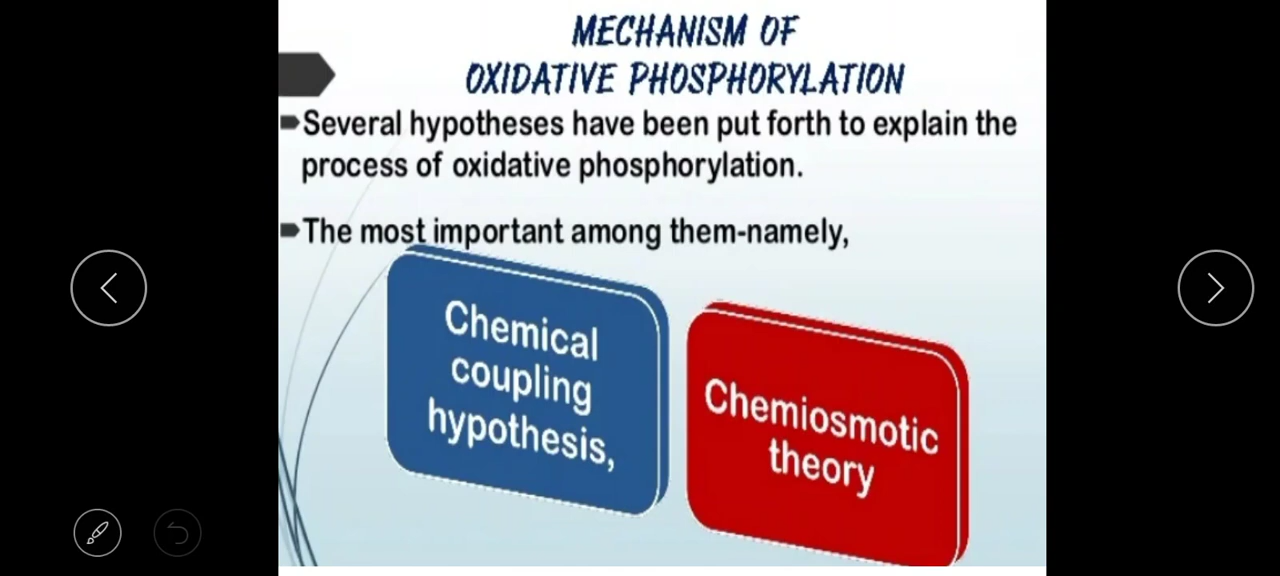 MECHANISM OF
OXIDATIVE PHOSPHORYLATION
Several hypotheses have been put forth to explain the
process of oxidative phosphorylation.
The most important among them-namely,
Chemical
coupling
hypothesis,
Chemiosmotic
theory